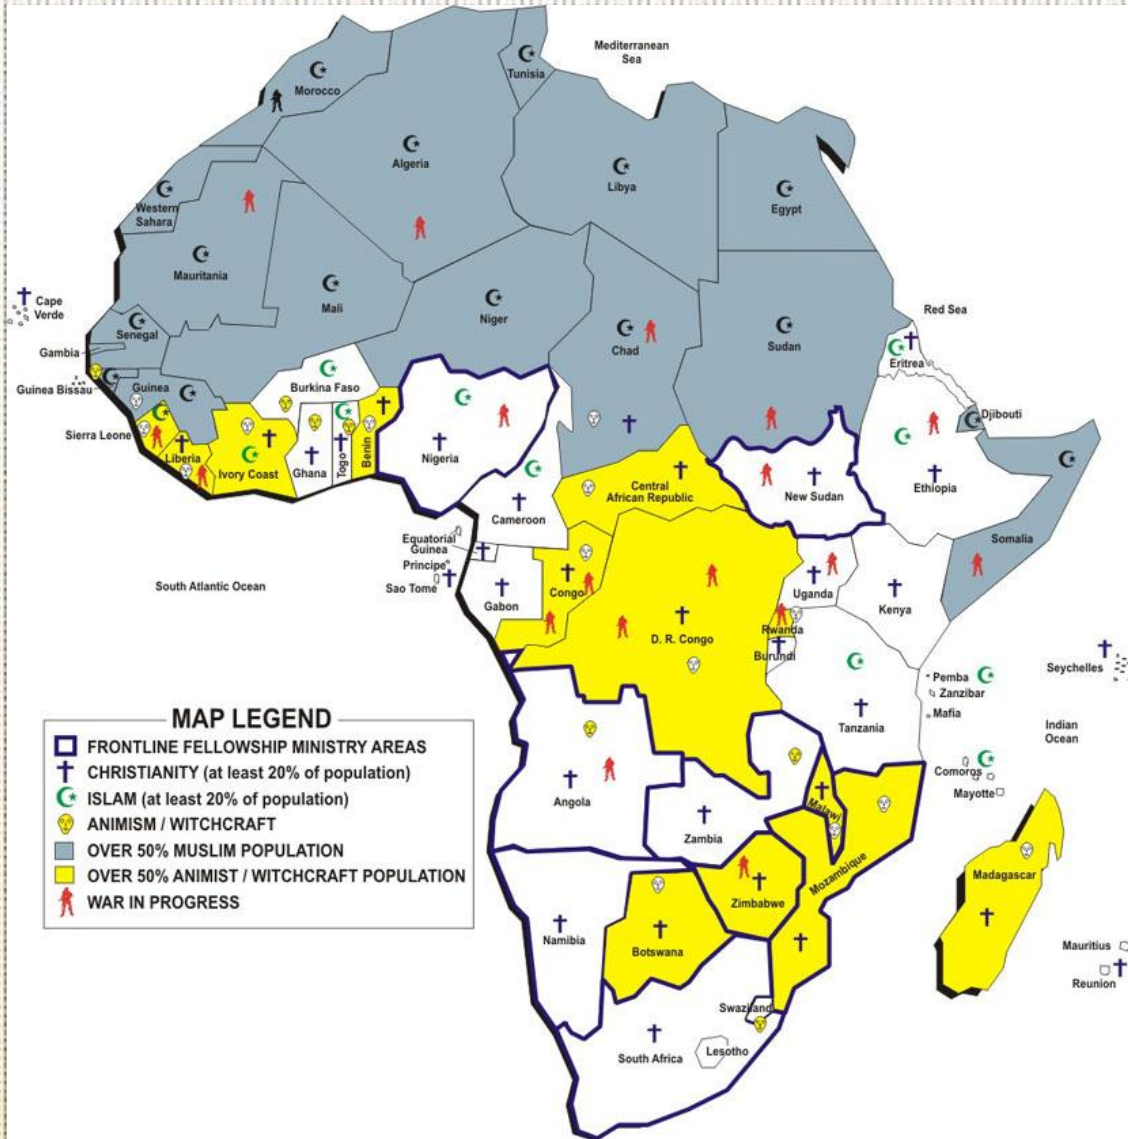 Mediterranean
Sea
Tunisia
Morocco
Algeria
Libya
Egypt
Western
Sahara
Mauritania
Mali
Niger
Chad
Sudan
Red Sea
Cape
Verde
Senegal
Gambia
Guinea Bissau
Guinea
Burkina Faso
Eritrea
Djibouti
Sierra Leone
Liberia
Ivory Coast
Ghana
Togo
Benin
Nigeria
Cameroon
Central
African Republic
New Sudan
Ethiopia
Somalia
Equatorial
Guinea
Principe
Sao Tome
South Atlantic Ocean
Gabon
Congo
D. R. Congo
Uganda
Kenya
Rwanda
Burundi
Tanzania
Seychelles
Pemba
Zanzibar
Mafia
Indian
Ocean
Comoros
Mayotte
Angola
Zambia
Malawi
Mozambique
Zimbabwe
Madagascar
Namibia
Botswana
Mauritius
Reunion
Swaziland
South Africa
Lesotho
MAP LEGEND
FRONTLINE FELLOWSHIP MINISTRY AREAS
CHRISTIANITY (at least 20% of population)
ISLAM (at least 20% of population)
ANIMISM / WITCHCRAFT
OVER 50% MUSLIM POPULATION
OVER 50% ANIMIST / WITCHCRAFT POPULATION
WAR IN PROGRESS